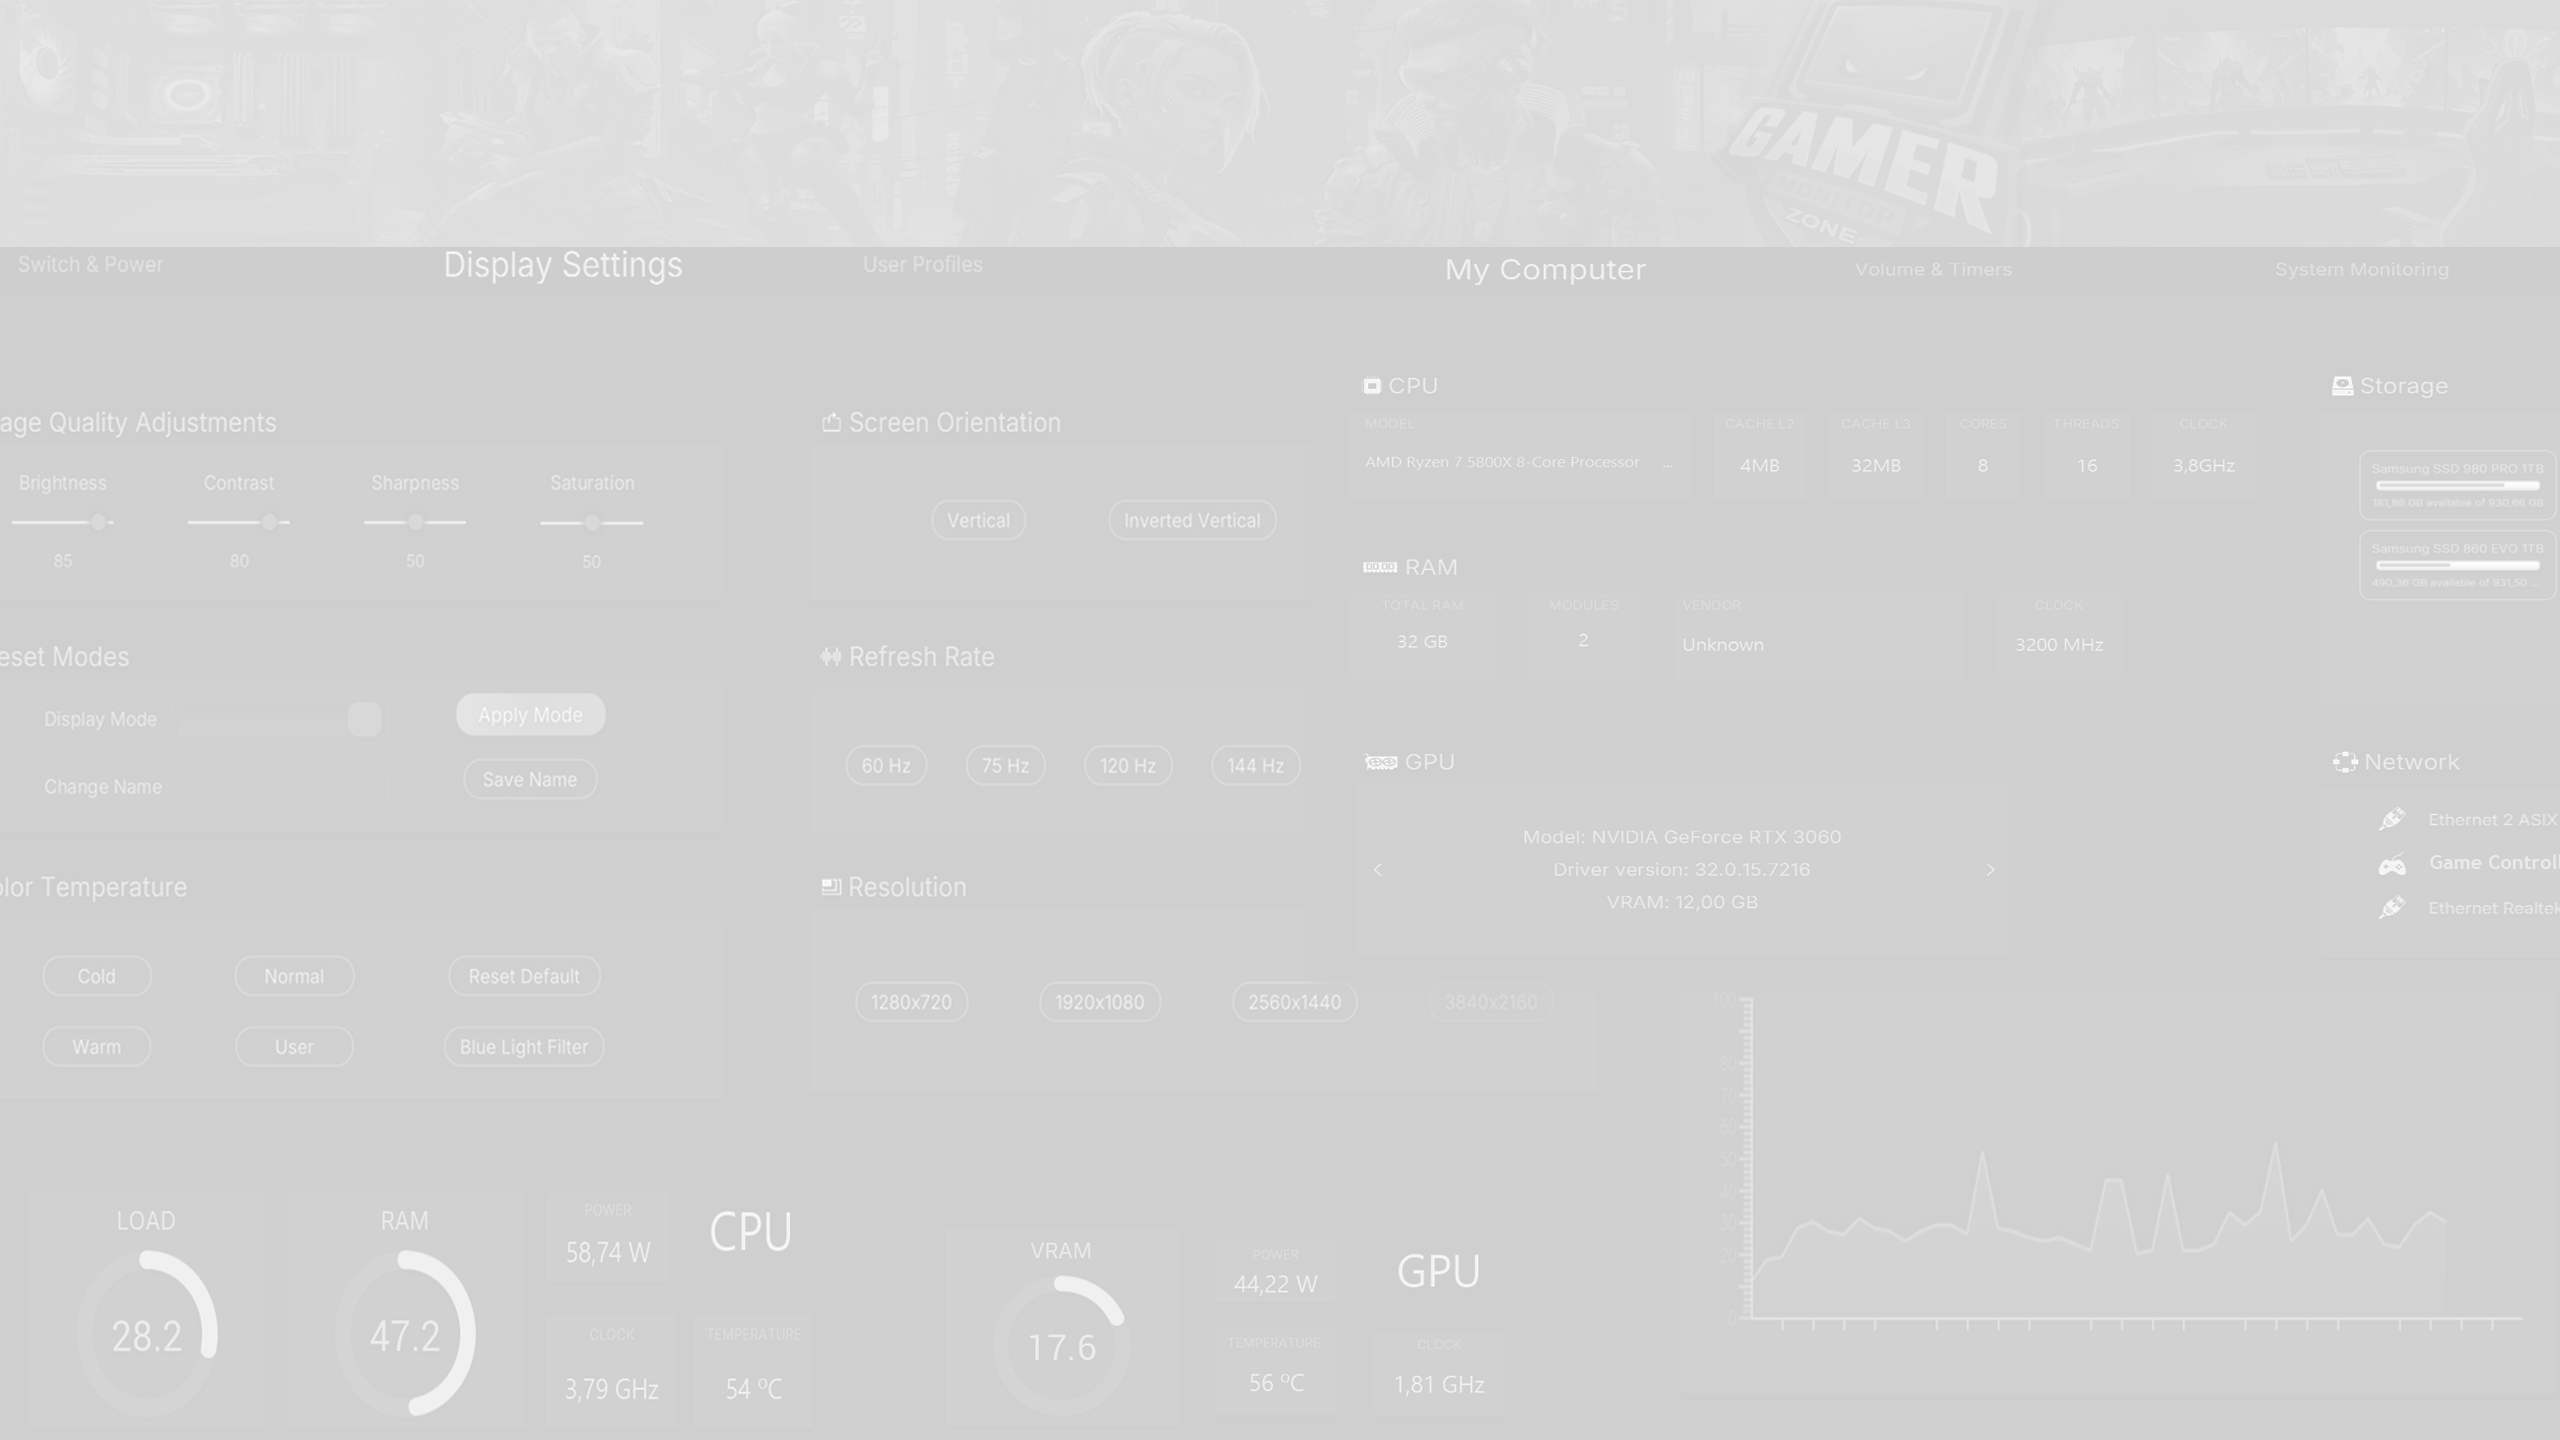 GAMER
MONITOR
ZONE
Switch & Power
Display Settings
User Profiles
My Computer
Volume & Timers
System Monitoring
age Quality Adjustments
Brightness
Contrast
Sharpness
Saturation
85
80
50
50
eset Modes
Display Mode
Apply Mode
Change Name
Save Name
lor Temperature
Cold
Normal
Reset Default
Warm
User
Blue Light Filter
Screen Orientation
Vertical
Inverted Vertical
Refresh Rate
60 Hz
75 Hz
120 Hz
144 Hz
Resolution
1280x720
1920x1080
2560x1440
3840x2160
CPU
MODEL
AMD Ryzen 7 5800X 8-Core Processor ...
CACHE L2
4MB
CACHE L3
32MB
CORES
8
THREADS
16
CLOCK
3,8GHz
RAM
TOTAL RAM
32 GB
MODULES
2
VENDOR
Unknown
CLOCK
3200 MHz
GPU
Model: NVIDIA GeForce RTX 3060
Driver version: 32.0.15.7216
VRAM: 12,00 GB
Storage
Samsung SSD 980 PRO 1TB
181,66 GB available of 930,66 GB
Samsung SSD 860 EVO 1TB
490,36 GB available of 931,50 ...
Network
Ethernet 2 ASIX
Game Controll
Ethernet Realtek
LOAD
28.2
RAM
47.2
POWER
58,74 W
CPU
CLOCK
3,79 GHz
TEMPERATURE
54 ºC
VRAM
17.6
POWER
44,22 W
GPU
TEMPERATURE
56 ºC
CLOCK
1,81 GHz
100
80
70
60
50
40
30
20
0